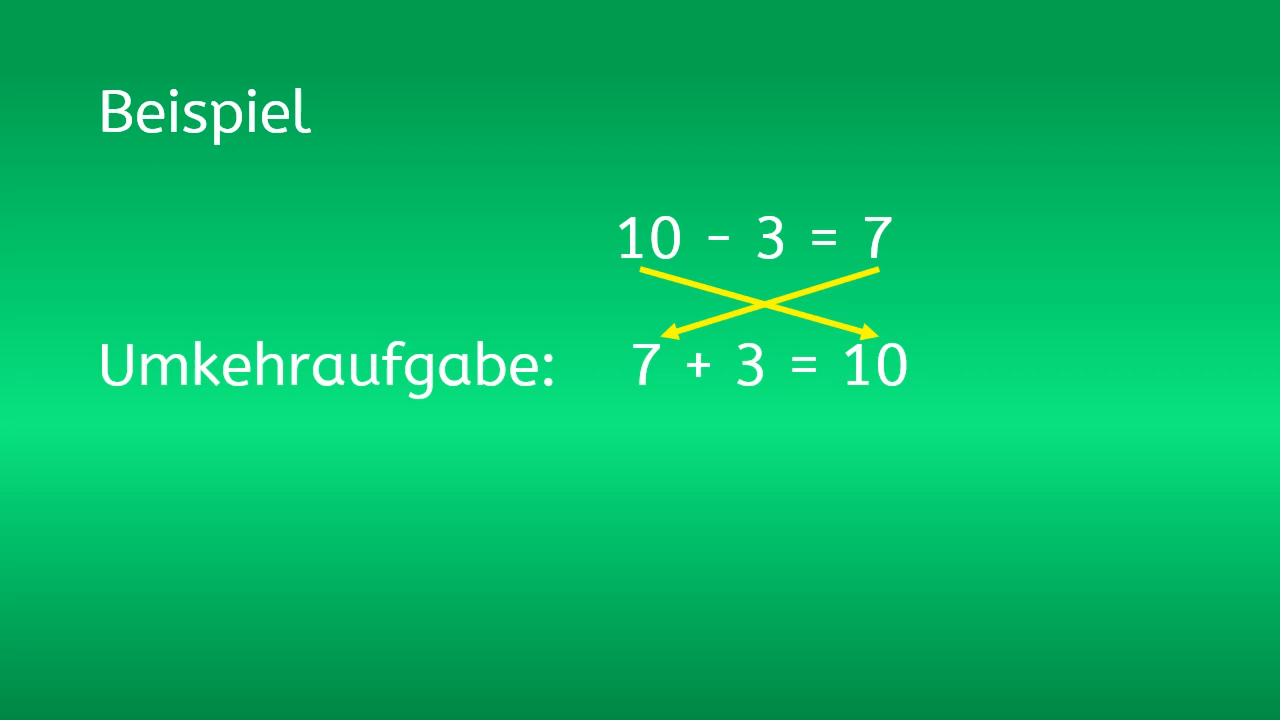 Beispiel
10 - 3 = 7
Umkehraufgabe: 7 + 3 = 10